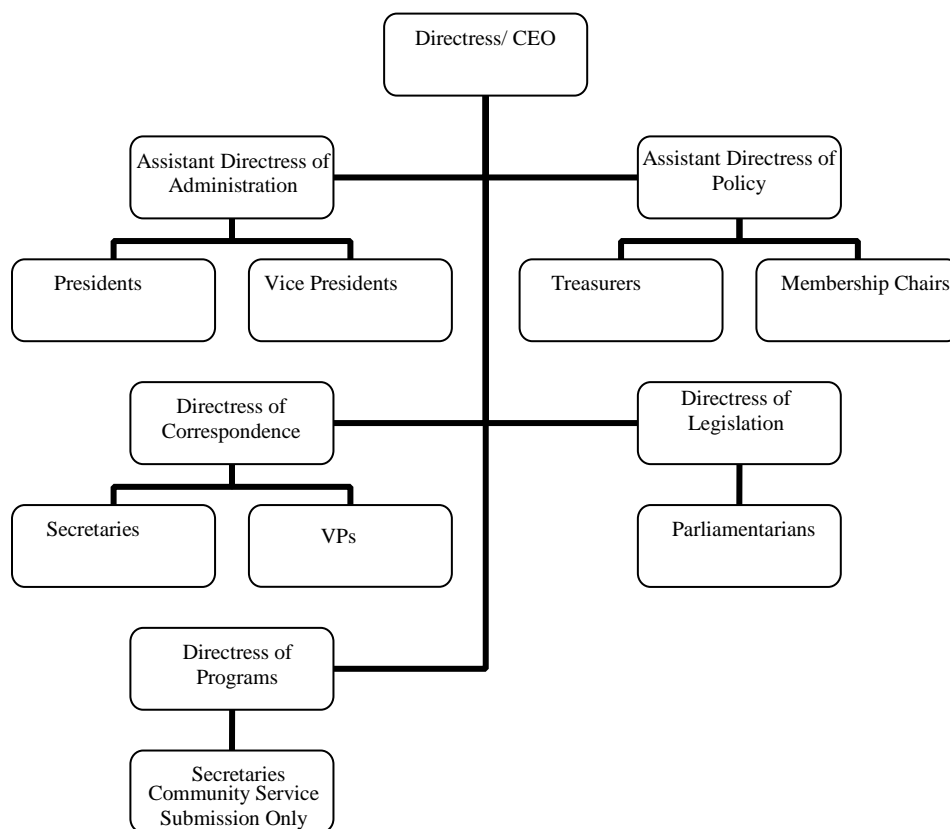 Directress/ CEO
Assistant Directress of
Administration
Assistant Directress of
Policy
Presidents
Vice Presidents
Treasurers
Membership Chairs
Directress of
Correspondence
Directress of
Legislation
Secretaries
VPs
Parliamentarians
Directress of
Programs
Secretaries
Community Service
Submission Only